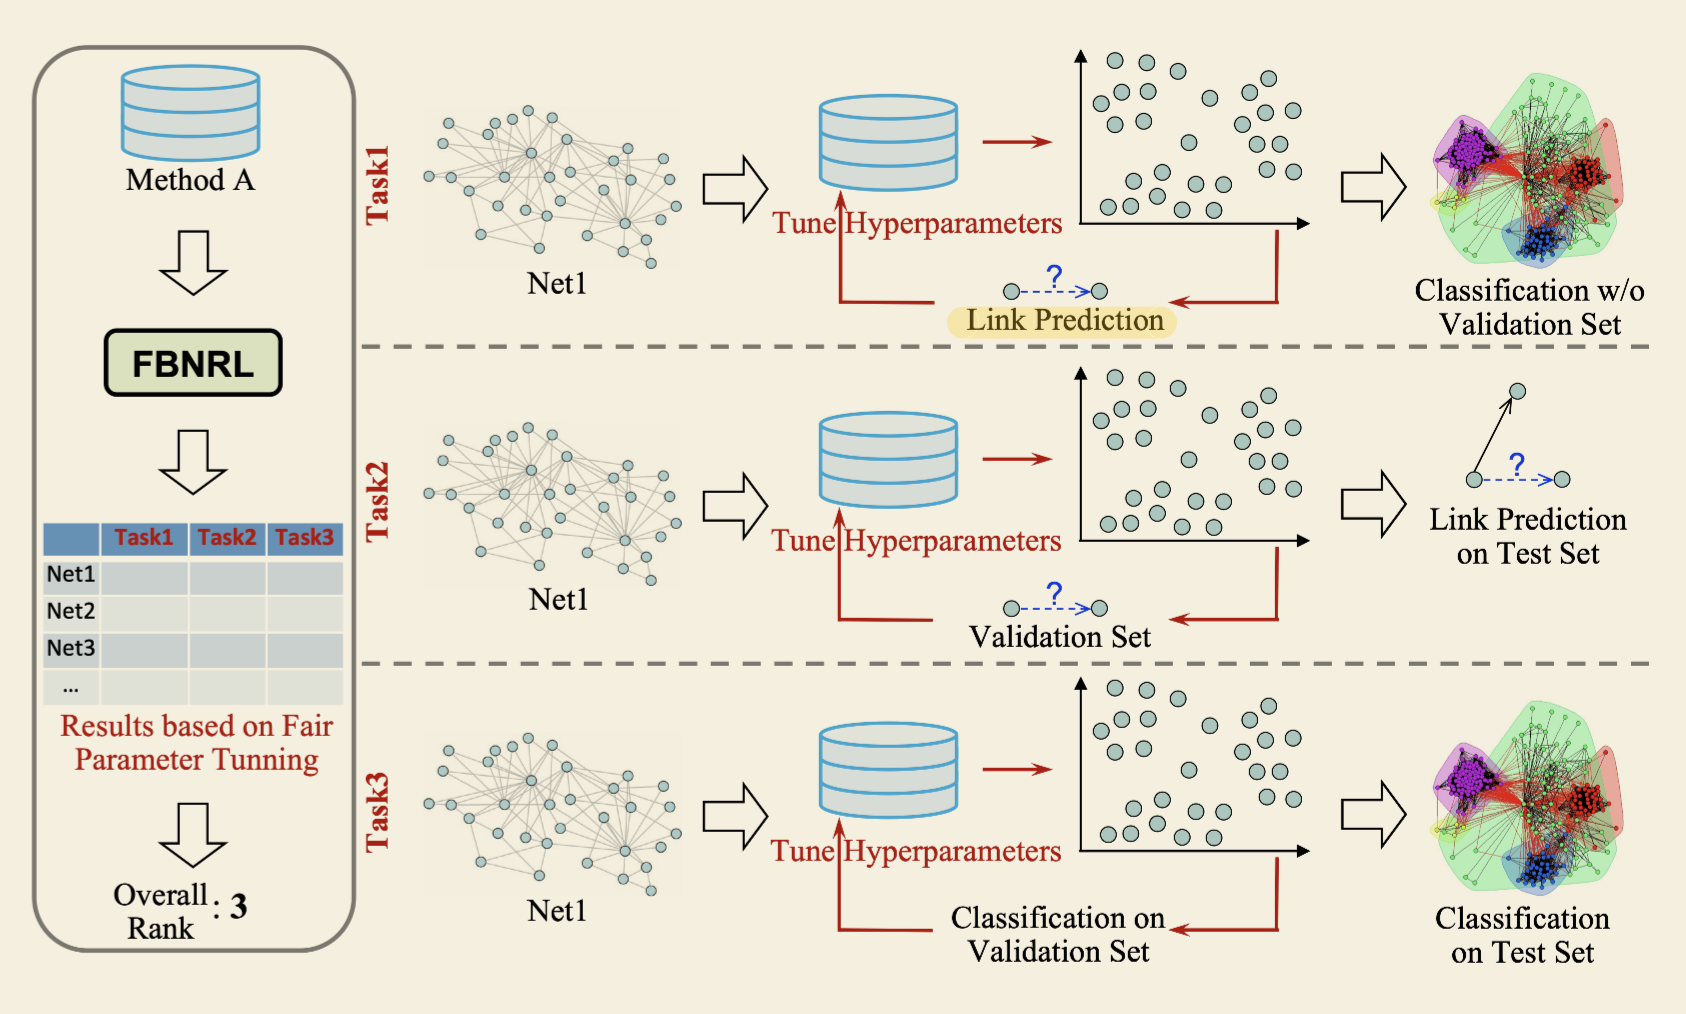 Method A
FBNRL
Task1 Task2 Task3
Net1
Net2
Net3
...
Results based on Fair
Parameter Tunning
Overall
Rank
: 3
Task1
Net1
Tune Hyperparameters
?
Link Prediction
Classification w/o
Validation Set
Task2
Net1
Tune Hyperparameters
?
Validation Set
?
Link Prediction
on Test Set
Task3
Net1
Tune Hyperparameters
Classification on
Validation Set
Classification
on Test Set